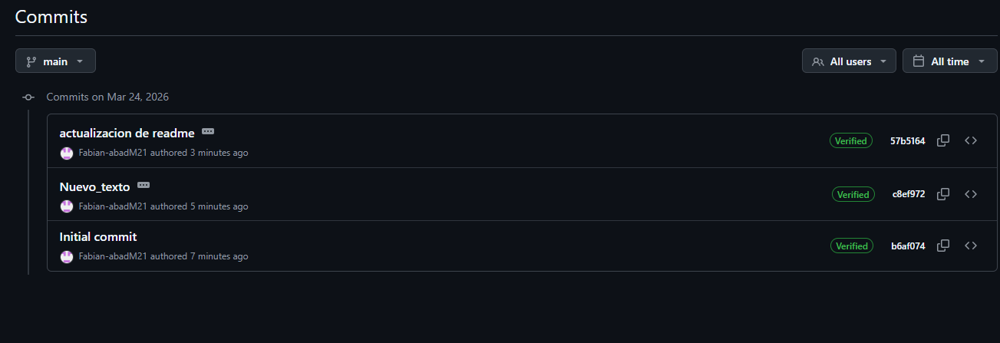 Commits
main
All users
All time
Commits on Mar 24, 2026
actualizacion de readme
Verified
57b5164
Fabian-abadM21 authored 3 minutes ago
Nuevo_texto
Verified
c8ef972
Fabian-abadM21 authored 5 minutes ago
Initial commit
Verified
b6af074
Fabian-abadM21 authored 7 minutes ago